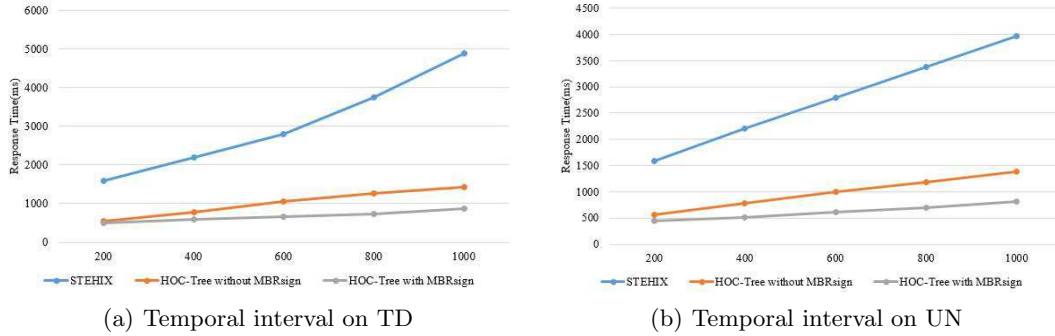 6000
5000
4000
3000
2000
1000
0
Response Time(ms)
200 400 600 800 1000
STEHIX HOC-Tree without MBRsign HOC-Tree with MBRsign
(a) Temporal interval on TD
4500
4000
3500
3000
2500
2000
1500
1000
500
0
Response Time(ms)
200 400 600 800 1000
STEHIX HOC-Tree without MBRsign HOC-Tree with MBRsign
(b) Temporal interval on UN